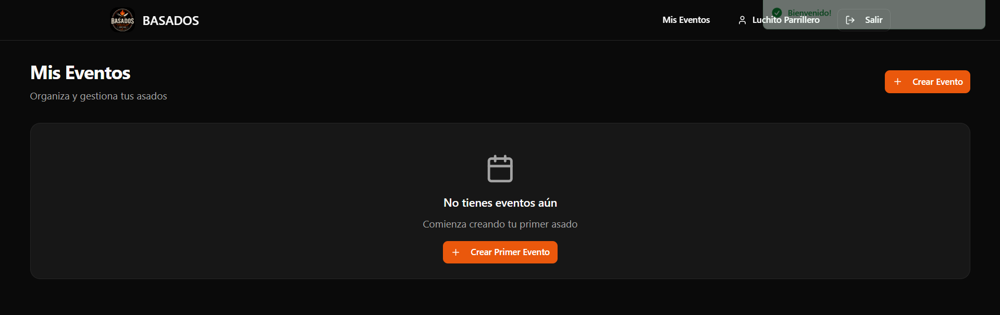 BASADOS
BASADOS
Mis Eventos
Luchito Parrillero
Bienvenido!
Salir
Mis Eventos
Organiza y gestiona tus asados
Crear Evento
No tienes eventos aún
Comienza creando tu primer asado
Crear Primer Evento